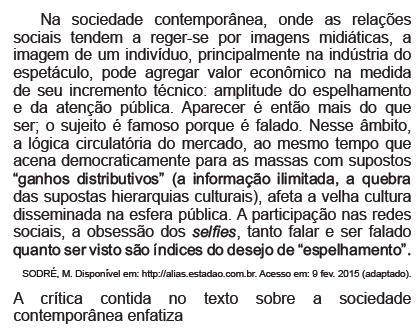 Na sociedade contemporânea, onde as relações
sociais tendem a reger-se por imagens midiáticas, a
imagem de um indivíduo, principalmente na indústria do
espetáculo, pode agregar valor econômico na medida
de seu incremento técnico: amplitude do espelhamento
e da atenção pública. Aparecer é então mais do que
ser; o sujeito é famoso porque é falado. Nesse âmbito,
a lógica circulatória do mercado, ao mesmo tempo que
acena democraticamente para as massas com supostos
“ganhos distributivos” (a informação ilimitada, a quebra
das supostas hierarquias culturais), afeta a velha cultura
disseminada na esfera pública. A participação nas redes
sociais, a obsessão dos selfies, tanto falar e ser falado
quanto ser visto são índices do desejo de “espelhamento”.
SODRÉ, M. Disponível em: http://alias.estadao.com.br. Acesso em: 9 fev. 2015 (adaptado).
A crítica contida no texto sobre a sociedade
contemporânea enfatiza